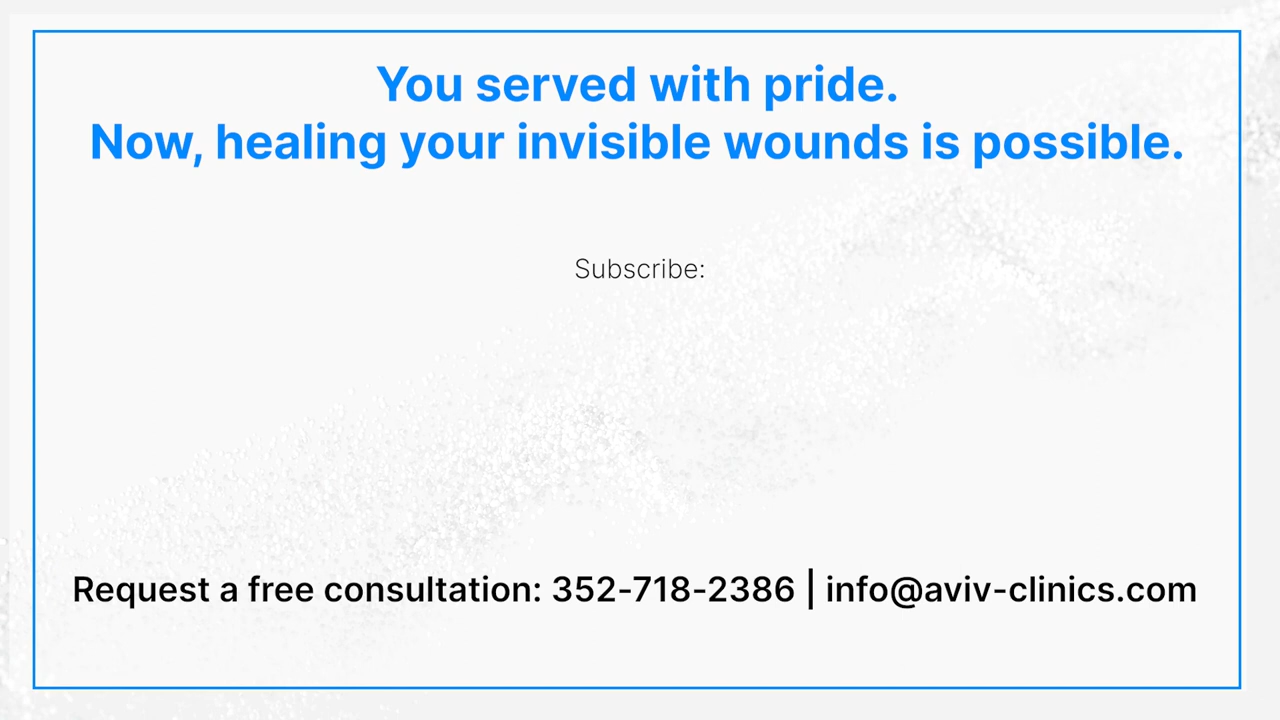 You served with pride.
Now, healing your invisible wounds is possible.
Subscribe:
Request a free consultation: 352-718-2386 | info@aviv-clinics.com